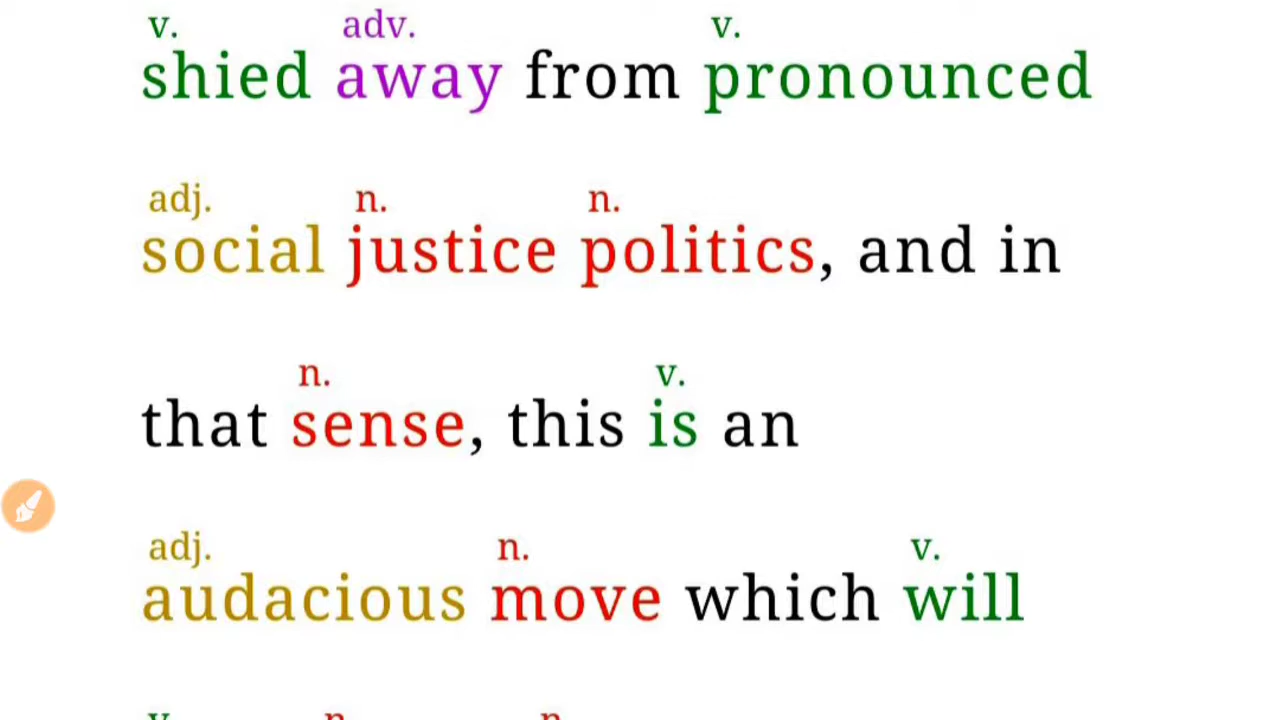 v. adv. v.
shied away from pronounced
adj. n. n.
social justice politics, and in
n. v.
that sense, this is an
adj. n. v.
audacious move which will